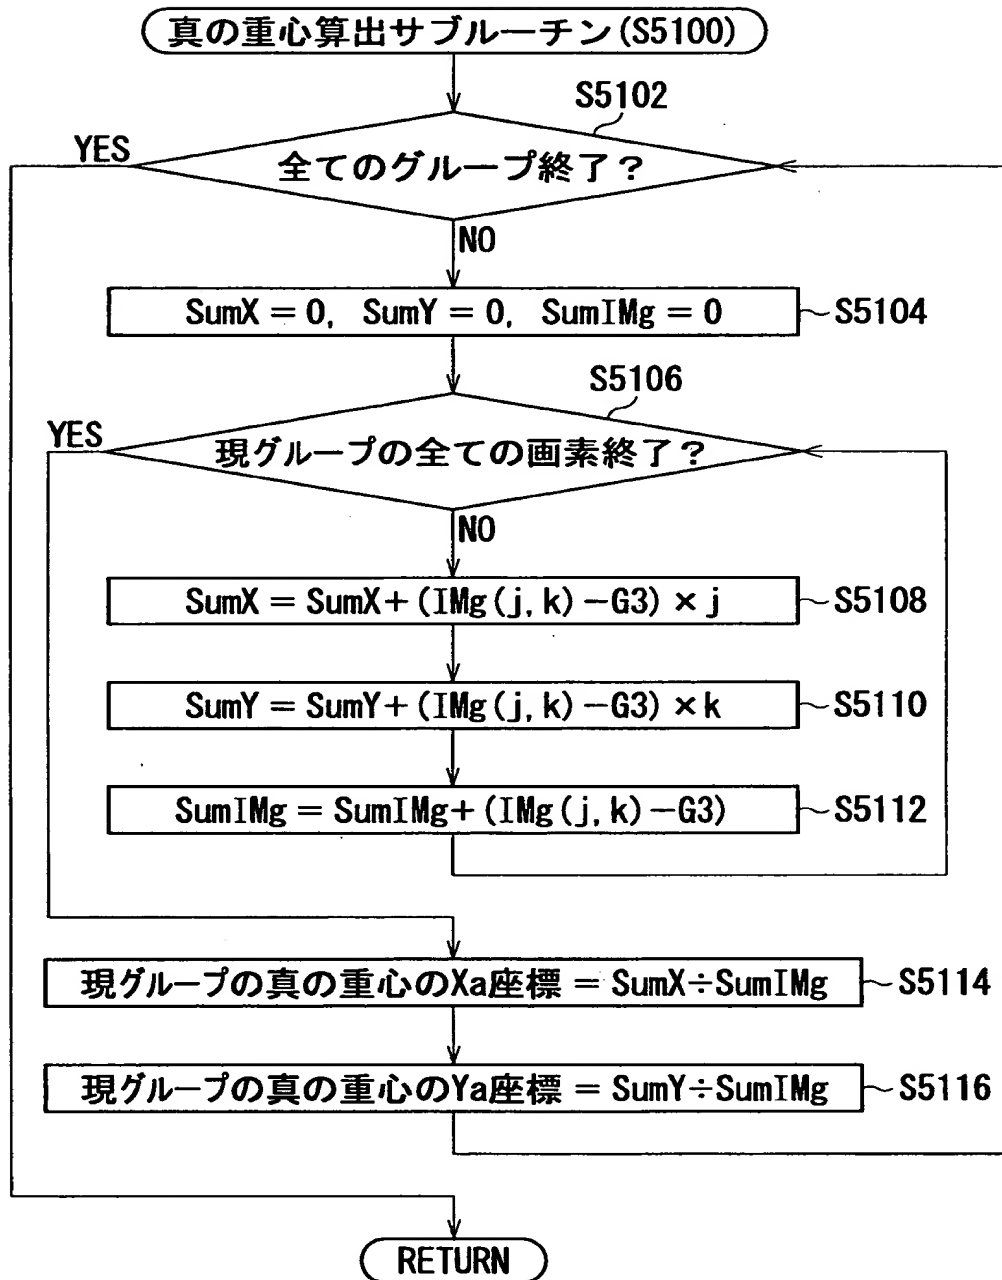 真の重心算出サブルーチン(S5100)
S5102
YES
全てのグループ終了？
NO
SumX = 0, SumY = 0, SumIMg = 0
S5104
S5106
YES
現グループの全ての画素終了？
NO
SumX = SumX+(IMg(j, k)−G3)×j
S5108
SumY = SumY+(IMg(j, k)−G3)×k
S5110
SumIMg = SumIMg+(IMg(j, k)−G3)
S5112
現グループの真の重心のXa座標 = SumX÷SumIMg
S5114
現グループの真の重心のYa座標 = SumY÷SumIMg
S5116
RETURN